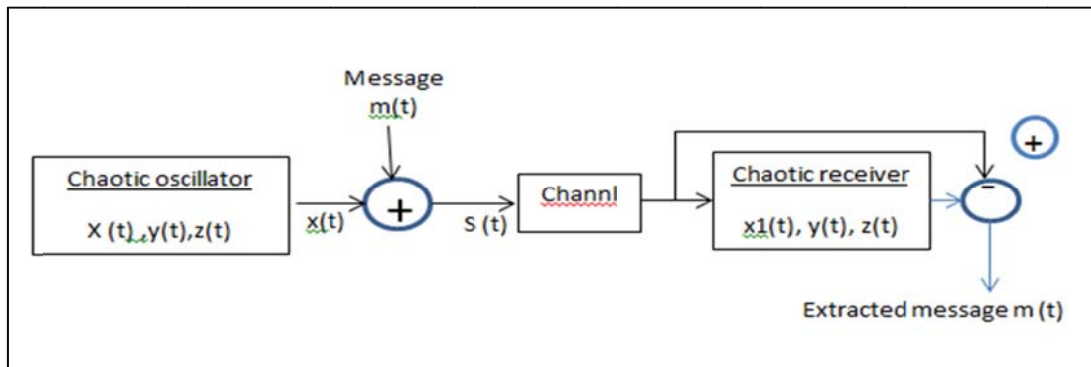 Message
m(t)
+
Chaotic oscillator
X (t) ,y(t),z(t)
x(t)
+
S (t)
Channl
Chaotic receiver
x1(t), y(t), z(t)
-
Extracted message m (t)